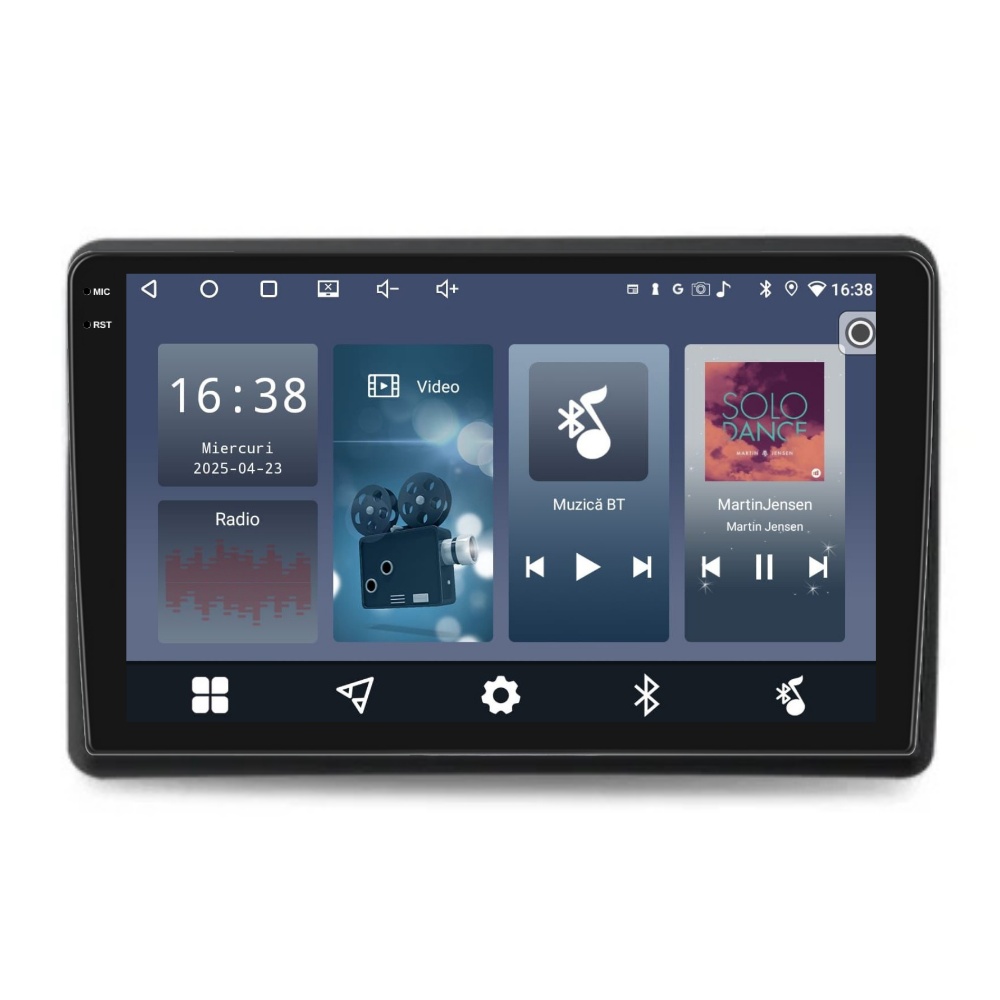 MIC
RST
G
16:38
16:38
Miercuri
2025-04-23
Radio
Video
Muzică BT
SOLO
DANCE
MARTIN JENSEN
MartinJensen
Martin Jensen